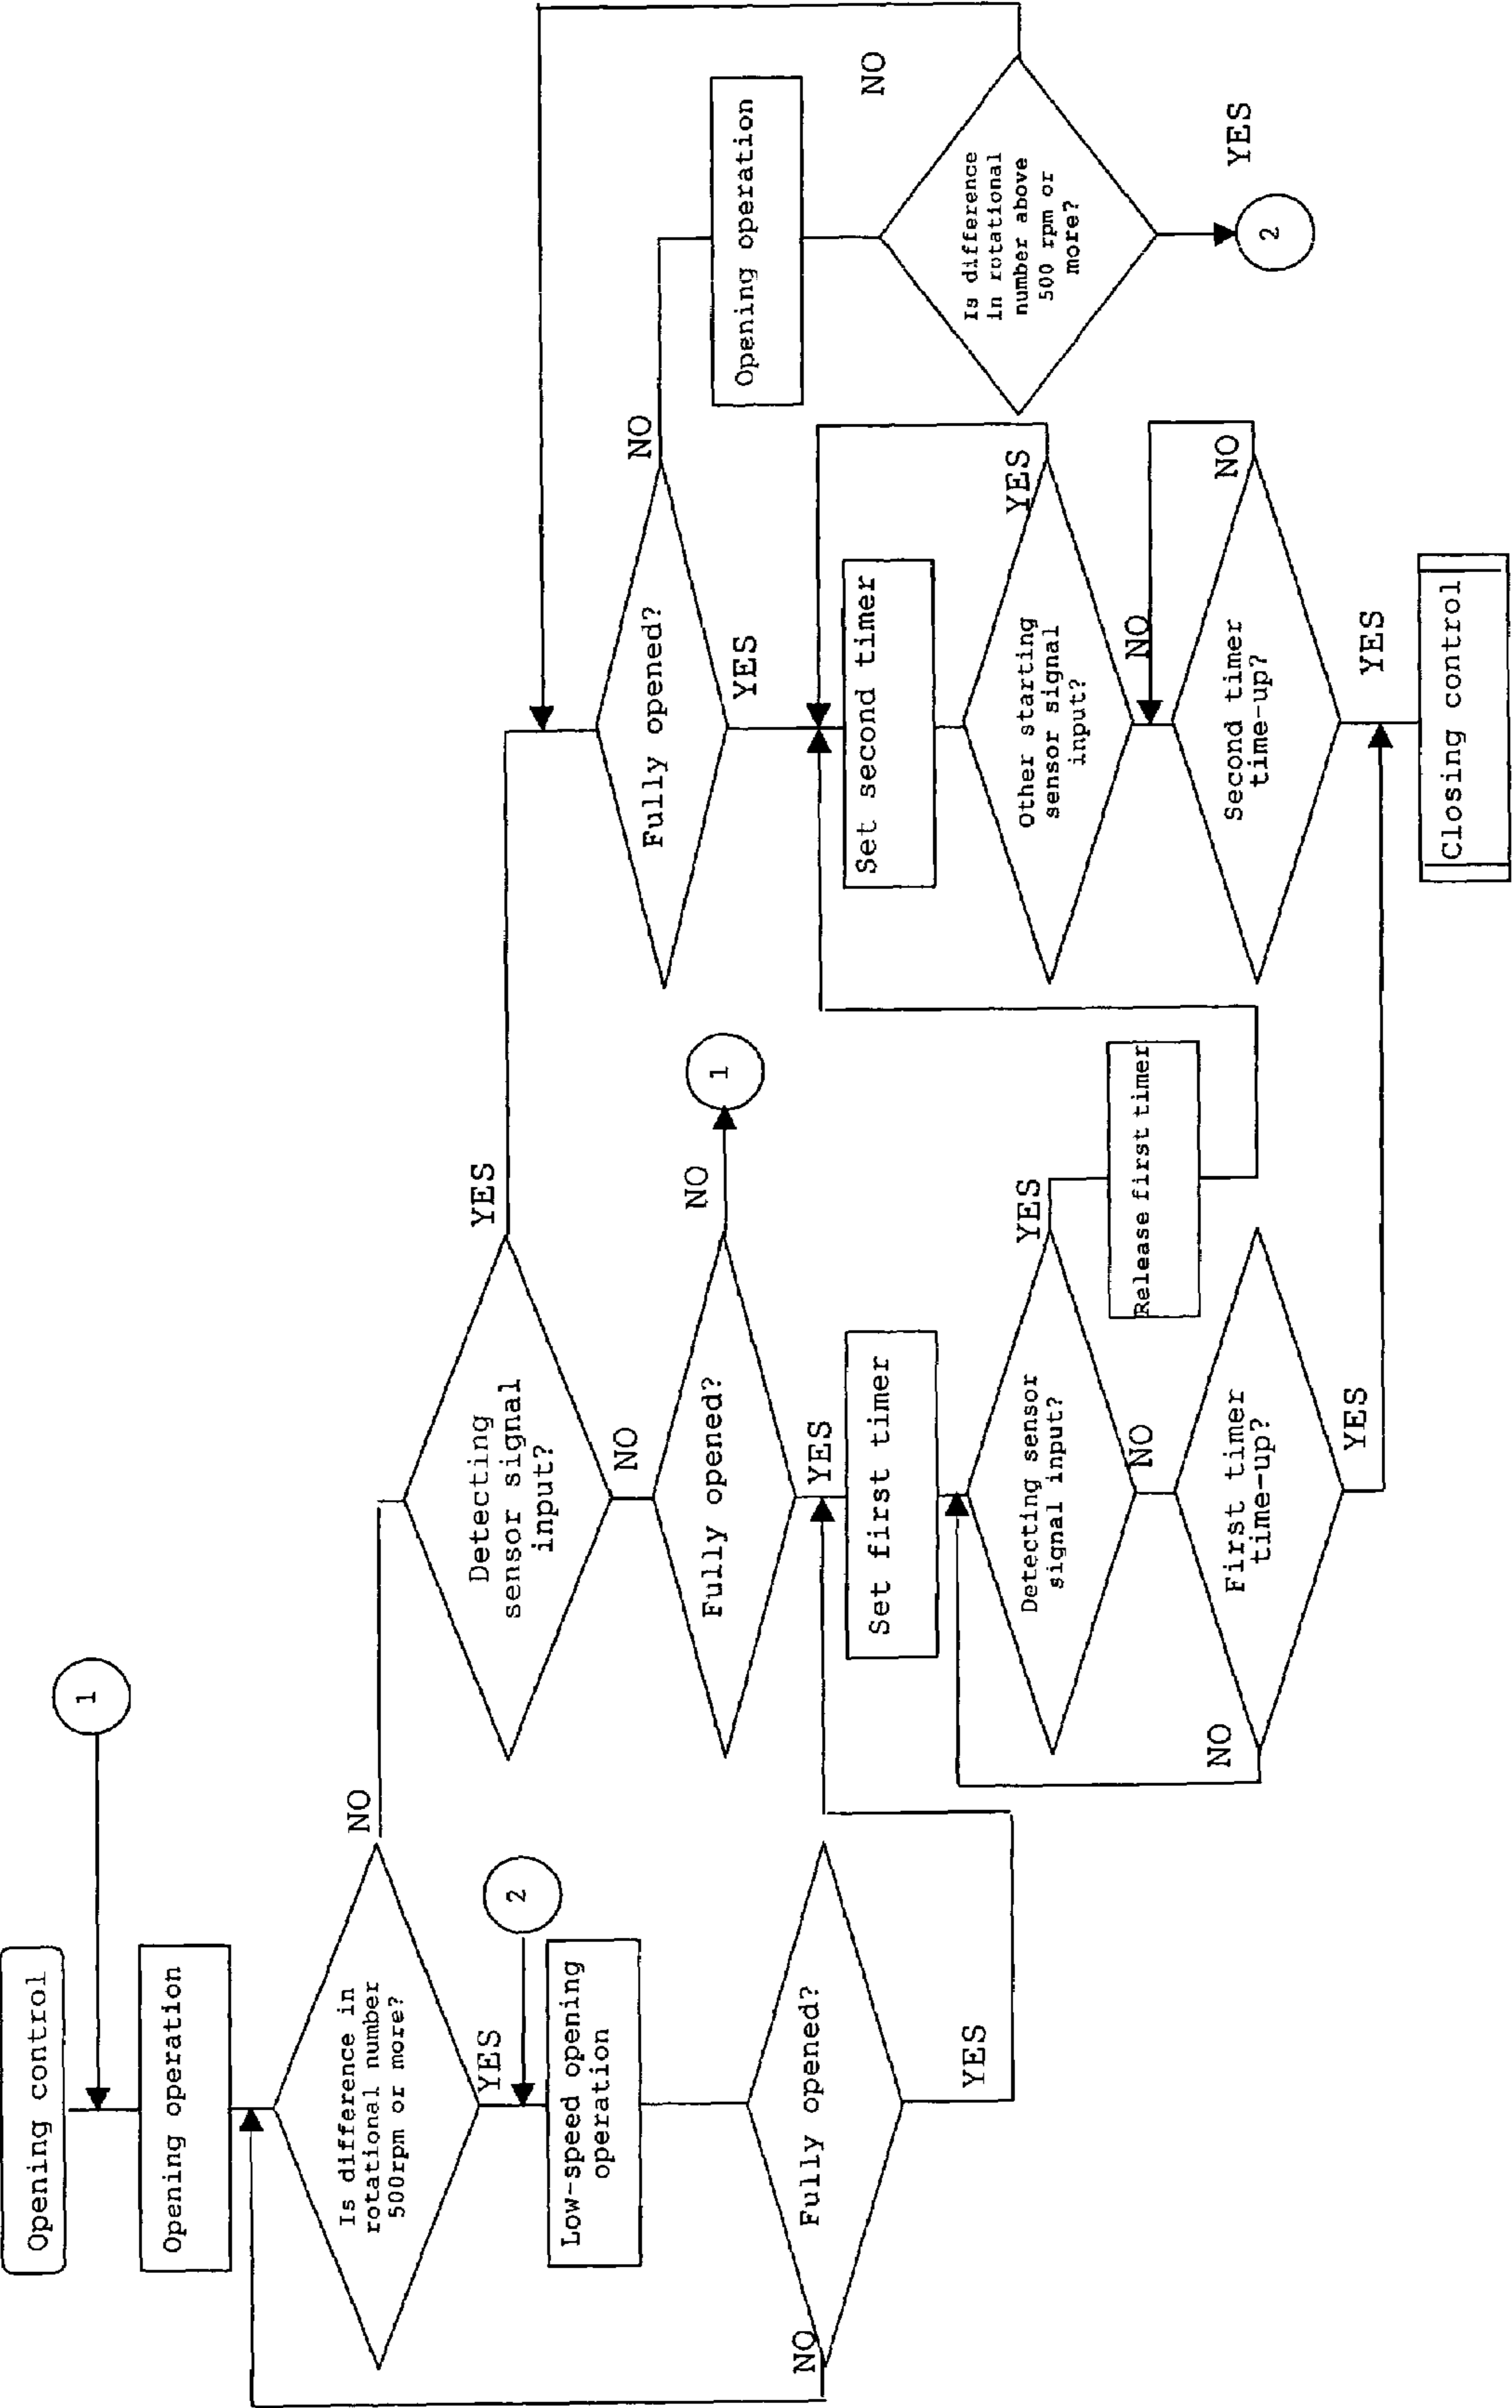 Opening control
1
Opening operation
Is difference in
rotational number
500rpm or more?
NO
YES
2
Low-speed opening
operation
Fully opened?
NO
YES
Detecting
sensor signal
input?
YES
NO
Fully opened?
NO
1
YES
Set first timer
Detecting sensor
signal input?
YES
NO
Release first timer
First timer
time-up?
NO
YES
Fully opened?
NO
YES
Set second timer
Other starting
sensor signal
input?
YES
NO
Second timer
time-up?
NO
YES
Closing control
Opening operation
Is difference
in rotational
number above
500 rpm or
more?
NO
YES
2